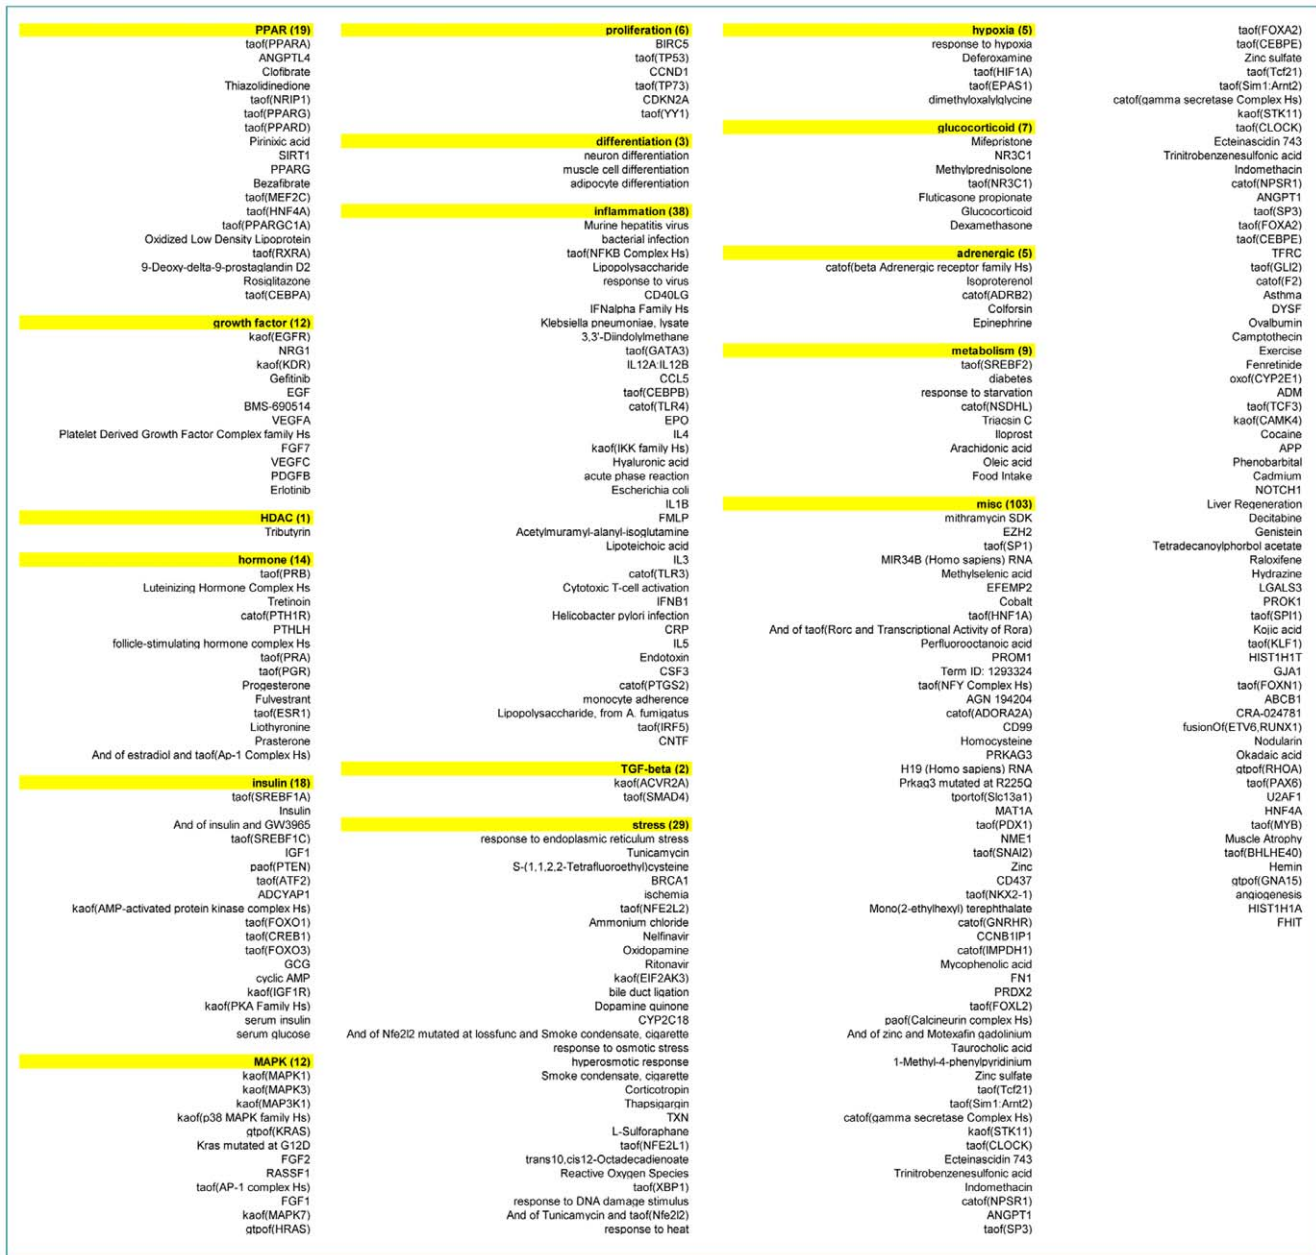 PPAR (19)
taof(PPARA)
ANGPTL4
Clofibrate
Thiazolidinedione
taof(NRIP1)
taof(PPARG)
taof(PPARD)
Pirinixic acid
SIRT1
PPARG
Bezafibrate
taof(MEF2C)
taof(HNF4A)
taof(PPARGC1A)
Oxidized Low Density Lipoprotein
taof(RXRA)
9-Deoxy-delta-9-prostaglandin D2
Rosiglitazone
taof(CEBPA)
growth factor (12)
kaof(EGFR)
NRG1
kaof(KDR)
Gefitinib
EGF
BMS-690514
VEGFA
Platelet Derived Growth Factor Complex family Hs
FGF7
VEGFC
PDGFB
Erlotinib
HDAC (1)
Tributyrin
hormone (14)
taof(PRB)
Luteinizing Hormone Complex Hs
Tretinoin
catof(PTH1R)
PTHLH
follicle-stimulating hormone complex Hs
taof(PRA)
taof(PGR)
Progesterone
Fulvestrant
taof(ESR1)
Liothyronine
Prasterone
And of estradiol and taof(Ap-1 Complex Hs)
insulin (18)
taof(SREBF1A)
Insulin
And of insulin and GW3965
taof(SREBF1C)
IGF1
paof(PTEN)
taof(ATF2)
ADCYAP1
kaof(AMP-activated protein kinase complex Hs)
taof(FOXO1)
taof(CREB1)
taof(FOXO3)
GCG
cyclic AMP
kaof(IGF1R)
kaof(PKA Family Hs)
serum insulin
serum glucose
MAPK (12)
kaof(MAPK1)
kaof(MAPK3)
kaof(MAP3K1)
kaof(p38 MAPK family Hs)
gtpof(KRAS)
Kras mutated at G12D
FGF2
RASSF1
taof(AP-1 complex Hs)
FGF1
kaof(MAPK7)
gtpof(HRAS)
proliferation (6)
BIRC5
taof(TP53)
CCND1
taof(TP73)
CDKN2A
taof(YY1)
differentiation (3)
neuron differentiation
muscle cell differentiation
adipocyte differentiation
inflammation (38)
Murine hepatitis virus
bacterial infection
taof(NFKB Complex Hs)
Lipopolysaccharide
response to virus
CD40LG
IFNalpha Family Hs
Klebsiella pneumoniae, lysate
3,3'-Diindolylmethane
taof(GATA3)
IL12A:IL12B
CCL5
taof(CEBPB)
catof(TLR4)
EPO
IL4
kaof(IKK family Hs)
Hyaluronic acid
acute phase reaction
Escherichia coli
IL1B
FMLP
Acetylmuramyl-alanyl-isoglutamine
Lipoteichoic acid
IL3
catof(TLR3)
Cytotoxic T-cell activation
IFNB1
Helicobacter pylori infection
CRP
IL5
Endotoxin
CSF3
catof(PTGS2)
monocyte adherence
Lipopolysaccharide, from A. fumigatus
taof(IRF5)
CNTF
TGF-beta (2)
kaof(ACVR2A)
taof(SMAD4)
stress (29)
response to endoplasmic reticulum stress
Tunicamycin
S-(1,1,2,2-Tetrafluoroethyl)cysteine
BRCA1
ischemia
taof(NFE2L2)
Ammonium chloride
Nelfinavir
Oxidopamine
Ritonavir
kaof(EIF2AK3)
bile duct ligation
Dopamine quinone
CYP2C18
And of Nfe2l2 mutated at lossfunc and Smoke condensate, cigarette
response to osmotic stress
hyperosmotic response
Smoke condensate, cigarette
Corticotropin
Thapsigargin
TXN
L-Sulforaphane
taof(NFE2L1)
trans10,cis12-Octadecadienoate
Reactive Oxygen Species
taof(XBP1)
response to DNA damage stimulus
And of Tunicamycin and taof(Nfe2l2)
response to heat
hypoxia (5)
response to hypoxia
Deferoxamine
taof(HIF1A)
taof(EPAS1)
dimethyloxalylglycine
glucocorticoid (7)
Mifepristone
NR3C1
Methylprednisolone
taof(NR3C1)
Fluticasone propionate
Glucocorticoid
Dexamethasone
adrenergic (5)
catof(beta Adrenergic receptor family Hs)
Isoproterenol
catof(ADRB2)
Colforsin
Epinephrine
metabolism (9)
taof(SREBF2)
diabetes
response to starvation
catof(NSDHL)
Triacsin C
Iloprost
Arachidonic acid
Oleic acid
Food Intake
misc (103)
mithramycin SDK
EZH2
taof(SP1)
MIR34B (Homo sapiens) RNA
Methylselenic acid
EFEMP2
Cobalt
taof(HNF1A)
And of taof(Rorc and Transcriptional Activity of Rora)
Perfluorooctanoic acid
PROM1
Term ID: 1293324
taof(NFY Complex Hs)
AGN 194204
catof(ADORA2A)
CD99
Homocysteine
PRKAG3
H19 (Homo sapiens) RNA
Prkag3 mutated at R225Q
tportof(Slc13a1)
MAT1A
taof(PDX1)
NME1
taof(SNAI2)
Zinc
CD437
taof(NKX2-1)
Mono(2-ethylhexyl) terephthalate
catof(GNRHR)
CCNB1IP1
catof(IMPDH1)
Mycophenolic acid
FN1
PRDX2
taof(FOXL2)
paof(Calcineurin complex Hs)
And of zinc and Motexafin gadolinium
Taurocholic acid
1-Methyl-4-phenylpyridinium
Zinc sulfate
taof(Tcf21)
taof(Sim1:Arnt2)
catof(gamma secretase Complex Hs)
kaof(STK11)
taof(CLOCK)
Ecteinascidin 743
Trinitrobenzenesulfonic acid
Indomethacin
catof(NPSR1)
ANGPT1
taof(SP3)
taof(FOXA2)
taof(CEBPE)
Zinc sulfate
taof(Tcf21)
taof(Sim1:Arnt2)
catof(gamma secretase Complex Hs)
kaof(STK11)
taof(CLOCK)
Ecteinascidin 743
Trinitrobenzenesulfonic acid
Indomethacin
catof(NPSR1)
ANGPT1
taof(SP3)
taof(FOXA2)
taof(CEBPE)
TFRC
taof(GLI2)
catof(F2)
Asthma
DYSF
Ovalbumin
Camptothecin
Exercise
Fenretinide
oxof(CYP2E1)
ADM
taof(TCF3)
kaof(CAMK4)
Cocaine
APP
Phenobarbital
Cadmium
NOTCH1
Liver Regeneration
Decitabine
Genistein
Tetradecanoylphorbol acetate
Raloxifene
Hydrazine
LGALS3
PROK1
taof(SPI1)
Kojic acid
taof(KLF1)
HIST1H1T
GJA1
taof(FOXN1)
ABCB1
CRA-024781
fusionOf(ETV6,RUNX1)
Nodularin
Okadaic acid
gtpof(RHOA)
taof(PAX6)
U2AF1
HNF4A
taof(MYB)
Muscle Atrophy
taof(BHLHE40)
Hemin
gtpof(GNA15)
angiogenesis
HIST1H1A
FHIT